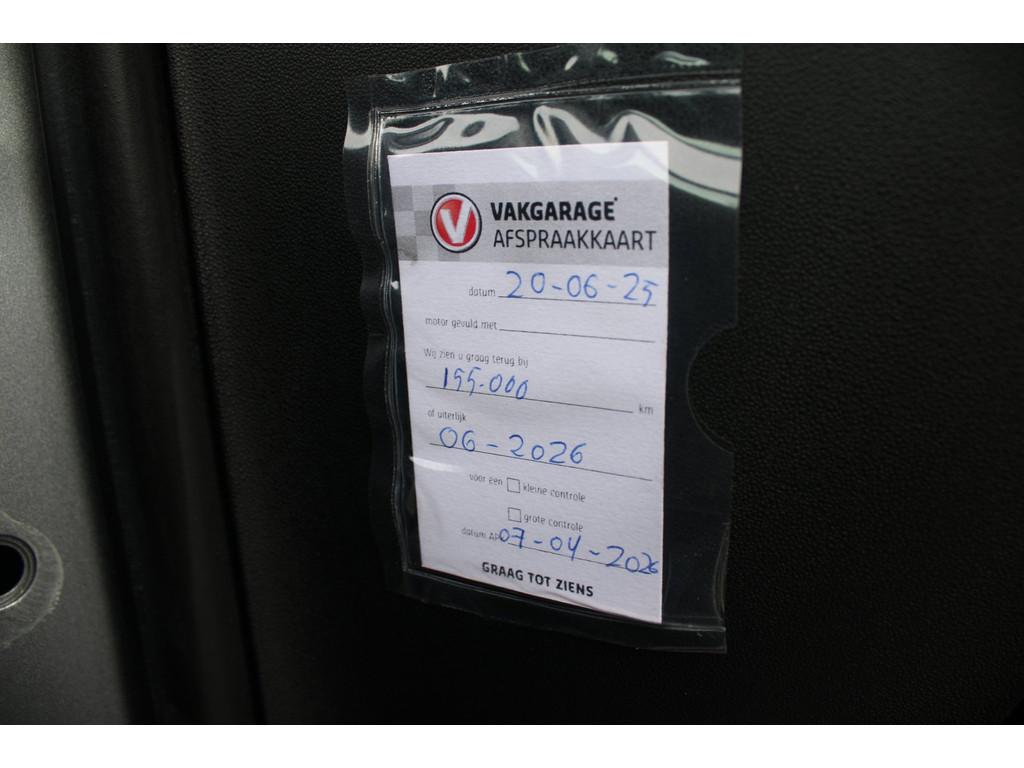 V VAKGARAGE
AFSPRAAKKAART
datum 20-06-25
motor gevuld met
Wij zien u graag terug bij
155.000 km
of uiterlijk
06-2026
voor een kleine controle
grote controle
datum APK 07-04-2026
GRAAG TOT ZIENS